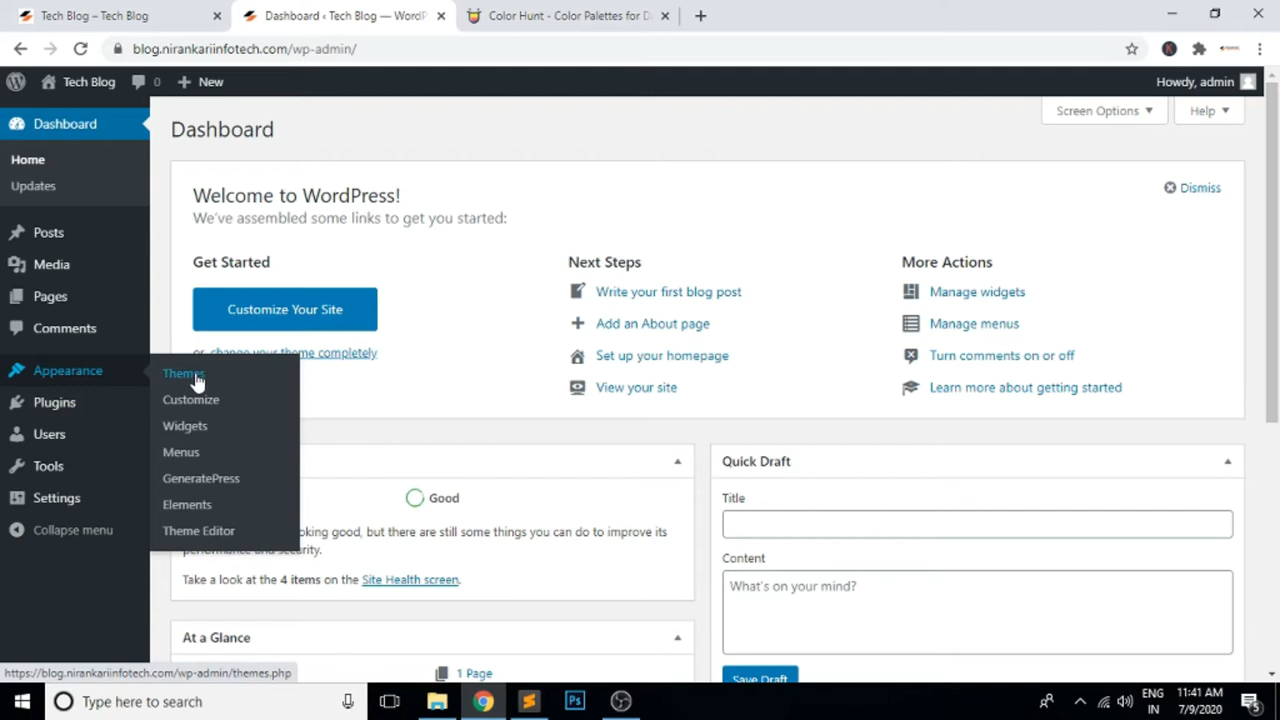 Tech Blog –
Dashboard ‹ Tech Blog — WordP
Color Hunt - Color Palettes for D
blog.nirankariinfotech.com/wp-admin/
Tech Blog
0
New
Howdy, admin
Dashboard
Home
Updates
Posts
Media
Pages
Comments
Appearance
Plugins
Users
Tools
Settings
Collapse menu
Themes
Customize
Widgets
Menus
GeneratePress
Elements
Theme Editor
Screen Options
Help
Dashboard
Welcome to WordPress!
We've assembled some links to get you started:
Dismiss
Get Started
Customize Your Site
or, change your theme completely
Next Steps
Write your first blog post
Add an About page
Set up your homepage
View your site
More Actions
Manage widgets
Manage menus
Turn comments on or off
Learn more about getting started
Good
oking good, but there are still some things you can do to improve its
performance and security.
Take a look at the 4 items on the Site Health screen.
At a Glance
1 Page
Quick Draft
Title
Content
What's on your mind?
Save Draft
https://blog.nirankariinfotech.com/wp-admin/themes.php
Type here to search
Ps
ENG
IN
11:41 AM
7/9/2020
5